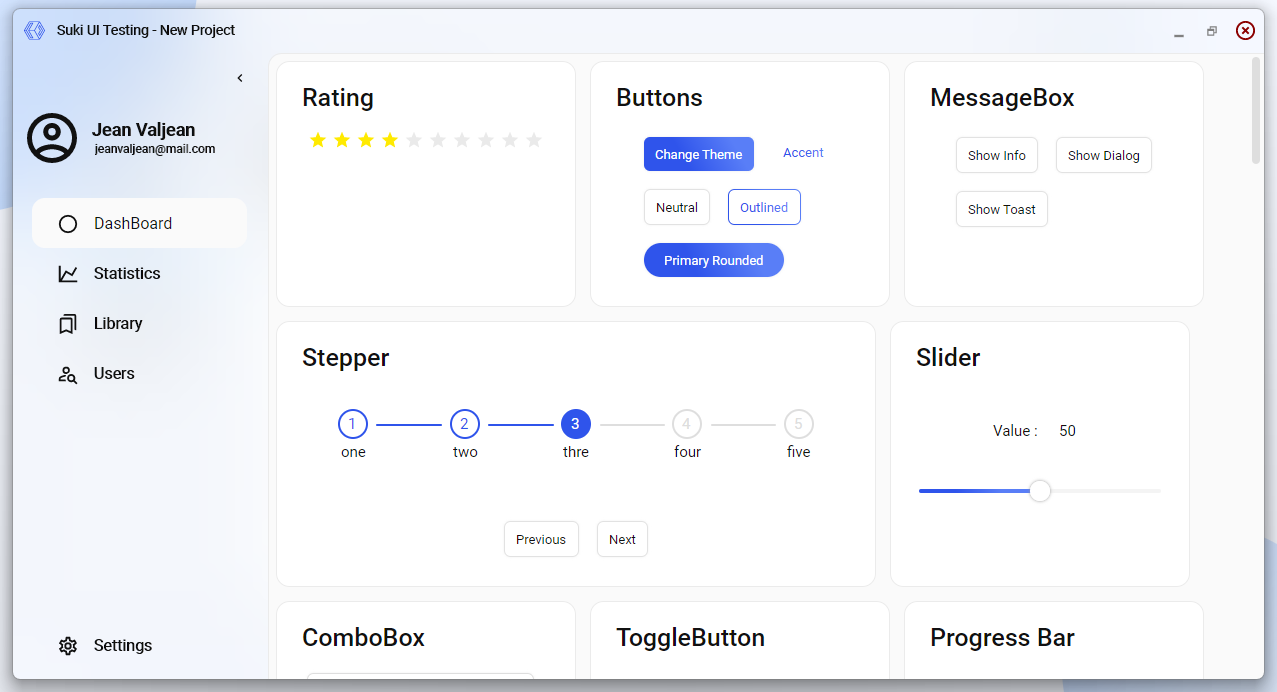 Suki UI Testing - New Project
Jean Valjean
jeanvaljean@mail.com
DashBoard
Statistics
Library
Users
Settings
Rating
Buttons
Change Theme
Accent
Neutral
Outlined
Primary Rounded
MessageBox
Show Info
Show Dialog
Show Toast
Stepper
1 2 3 4 5
one two thre four five
Previous
Next
Slider
Value : 50
ComboBox
ToggleButton
Progress Bar